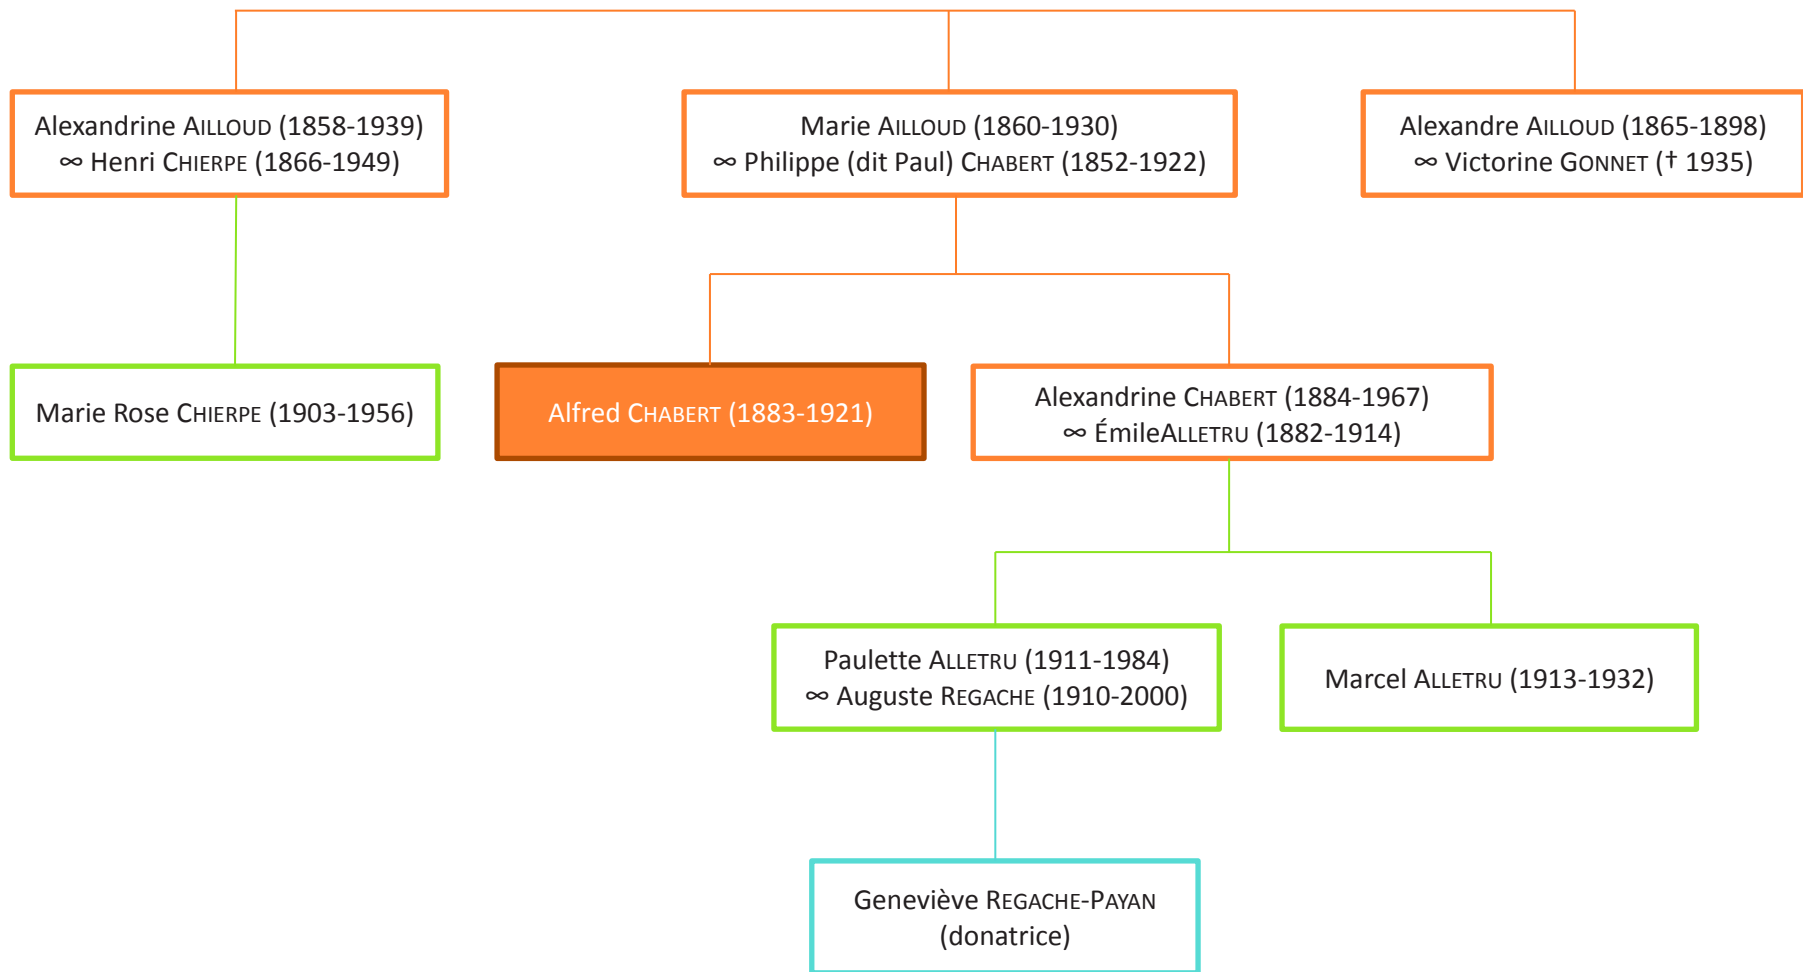 Alexandrine AILLOUD (1858-1939)
∞ Henri CHIERPE (1866-1949)
Marie AILLOUD (1860-1930)
∞ Philippe (dit Paul) CHABERT (1852-1922)
Alexandre AILLOUD (1865-1898)
∞ Victorine GONNET († 1935)
Marie Rose CHIERPE (1903-1956)
Alfred CHABERT (1883-1921)
Alexandrine CHABERT (1884-1967)
∞ ÉmileALLETRU (1882-1914)
Paulette ALLETRU (1911-1984)
∞ Auguste REGACHE (1910-2000)
Marcel ALLETRU (1913-1932)
Geneviève REGACHE-PAYAN
(donatrice)